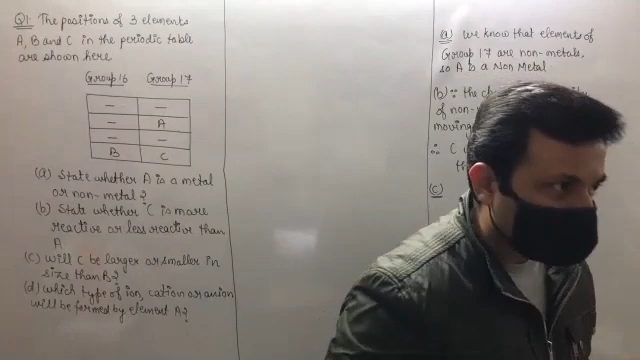 Q1. The positions of 3 elements
A, B and C in the periodic table
are shown here
Group 16 Group 17
— —
— A
— —
B C
(a) State whether A is a metal
or non-metal?
(b) State whether C is more
reactive or less reactive than
A
(c) will C be larger or smaller in
size than B?
(d) which type of ion, cation or anion
will be formed by element A?
(a) we know that elements of
Group 17 are non-metals,
so A is a Non Metal
(b) ∵ the
of non-
moving
∴ C
(c)